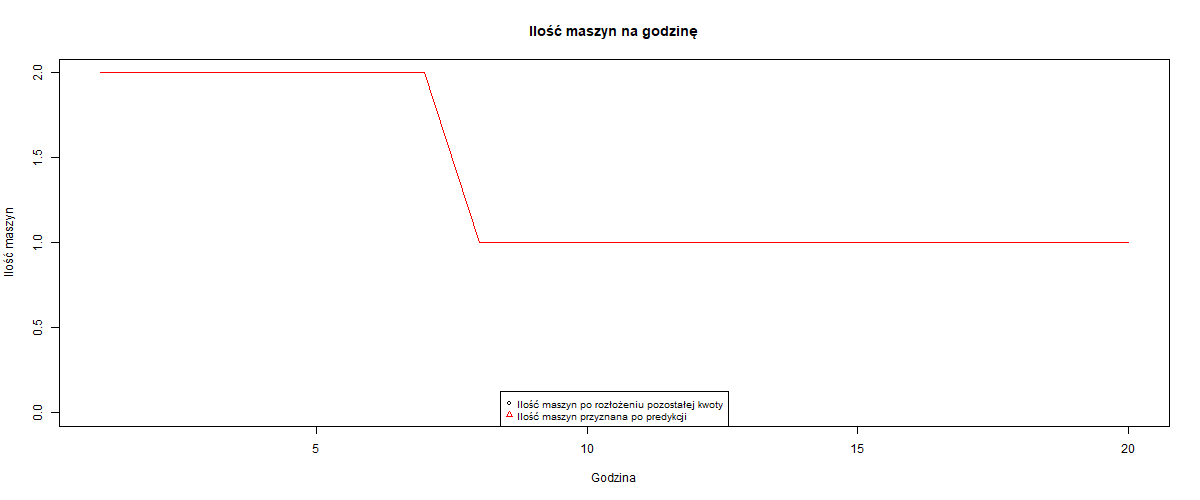 Ilość maszyn na godzinę
Ilość maszyn
2.0
1.5
1.0
0.5
0.0
Ilość maszyn po rozłożeniu pozostałej kwoty
Ilość maszyn przyznana po predykcji
5 10 15 20
Godzina